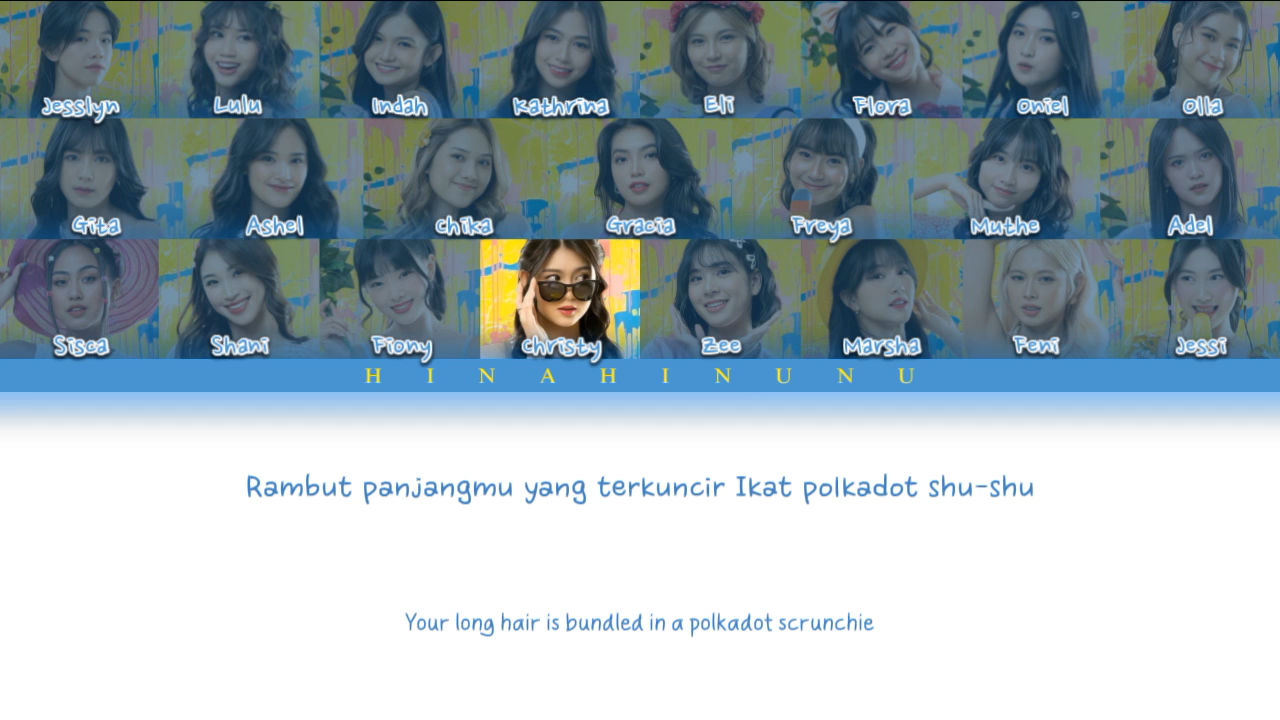 Jesslyn Lulu Indah Kathrina Eli Flora Oniel Olla
Gita Ashel Chika Gracia Freya Muthe Adel
Sisca Shani Fiony Christy Zee Marsha Feni Jessi
HINAHINUNU
Rambut panjangmu yang terkuncir Ikat polkadot shu-shu
Your long hair is bundled in a polkadot scrunchie